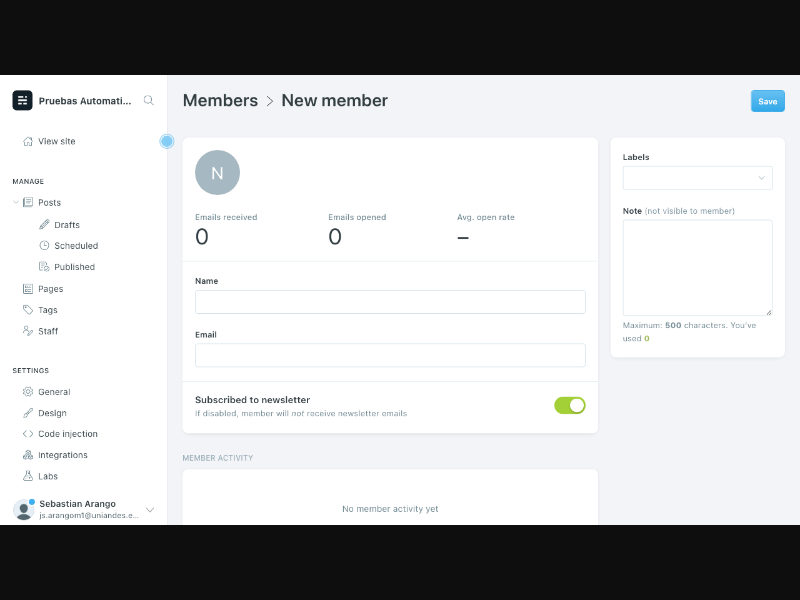 Pruebas Automati...
View site
MANAGE
Posts
Drafts
Scheduled
Published
Pages
Tags
Staff
SETTINGS
General
Design
Code injection
Integrations
Labs
Sebastian Arango
js.arangom1@uniandes.e...
Members > New member
Save
N
Emails received
0
Emails opened
0
Avg. open rate
–
Name
Email
Subscribed to newsletter
If disabled, member will not receive newsletter emails
MEMBER ACTIVITY
No member activity yet
Labels
Note (not visible to member)
Maximum: 500 characters. You've
used 0